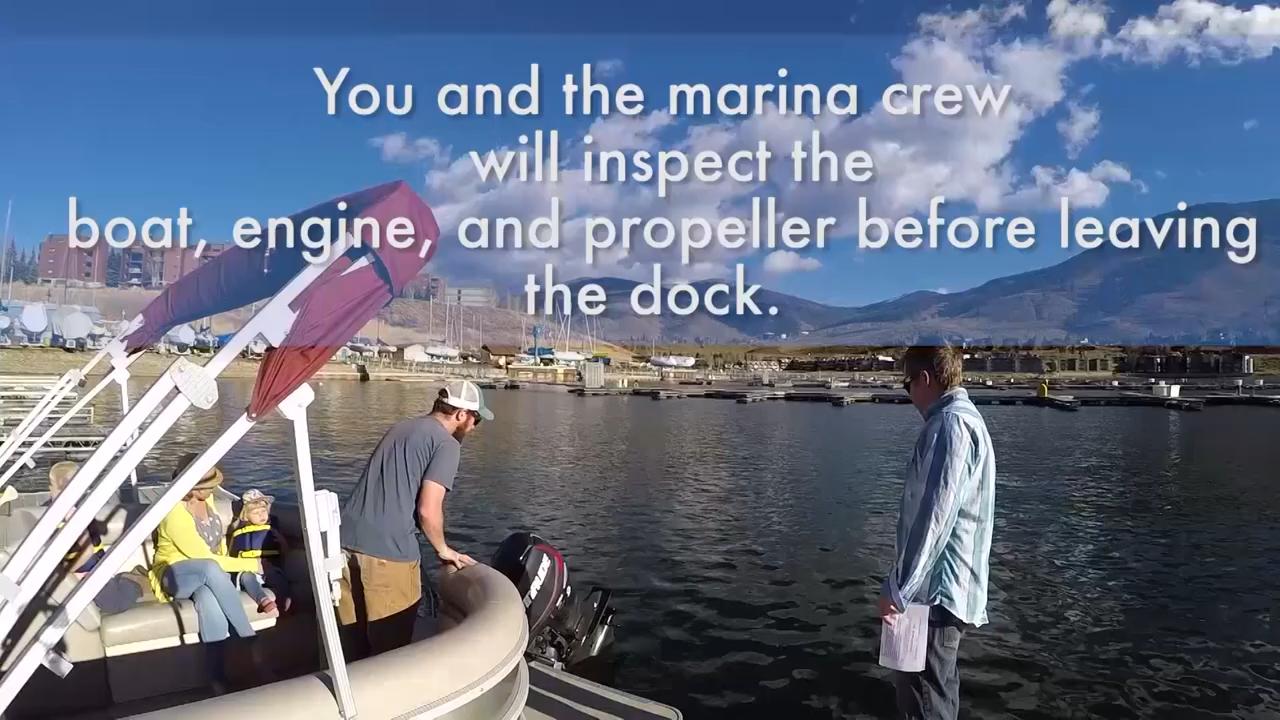 You and the marina crew
will inspect the
boat, engine, and propeller before leaving
the dock.